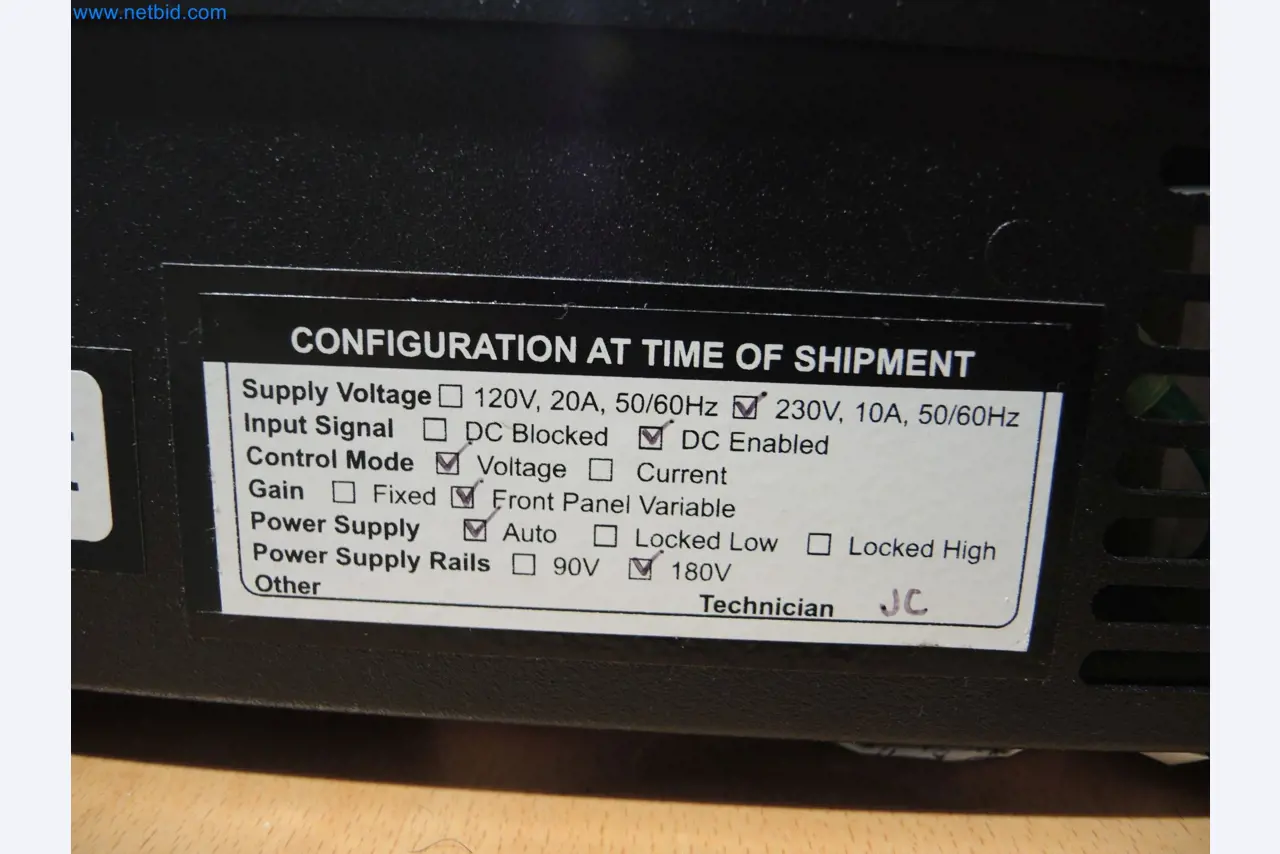 www.netbid.com
CONFIGURATION AT TIME OF SHIPMENT
Supply Voltage ☐ 120V, 20A, 50/60Hz ☑ 230V, 10A, 50/60Hz
Input Signal ☐ DC Blocked ☑ DC Enabled
Control Mode ☑ Voltage ☐ Current
Gain ☐ Fixed ☑ Front Panel Variable
Power Supply ☑ Auto ☐ Locked Low ☐ Locked High
Power Supply Rails ☐ 90V ☑ 180V
Other
Technician JC